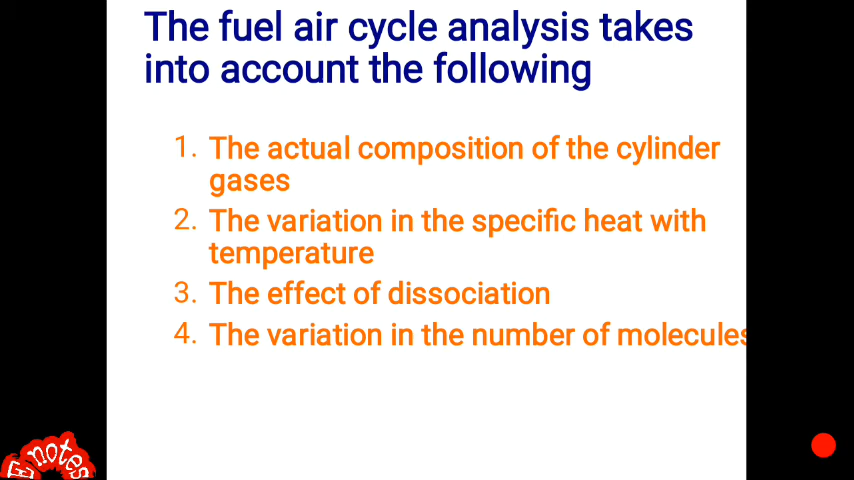 The fuel air cycle analysis takes
into account the following
1. The actual composition of the cylinder
gases
2. The variation in the specific heat with
temperature
3. The effect of dissociation
4. The variation in the number of molecules
E notes